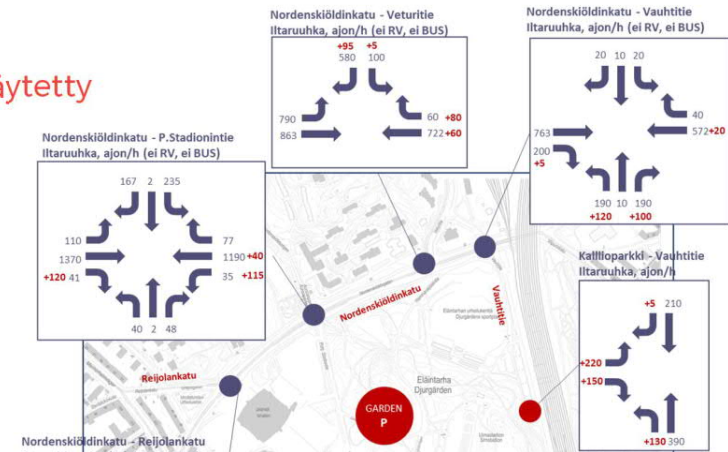 äytetty
Nordenskiöldinkatu - Veturitie
Iltaruuhka, ajon/h (ei RV, ei BUS)
+95 +5
580 100
790
863
60 +80
722 +60
Nordenskiöldinkatu - Vauhtitie
Iltaruuhka, ajon/h (ei RV, ei BUS)
20 10 20
40
763
572 +20
200
+5
190 10 190
+120 +100
Nordenskiöldinkatu - P.Stadionintie
Iltaruuhka, ajon/h (ei RV, ei BUS)
167 2 235
110
77
1370
1190 +40
+120 41
35 +115
40 2 48
Kallioparkki - Vauhtitie
Iltaruuhka, ajon/h
+5 210
+220
+150
+130 390
Nordenskiöldinkatu
Vauhtitie
Reijolankatu
Eläintarha
Djurgården
GARDEN
P
Nordenskiöldinkatu - Reijolankatu